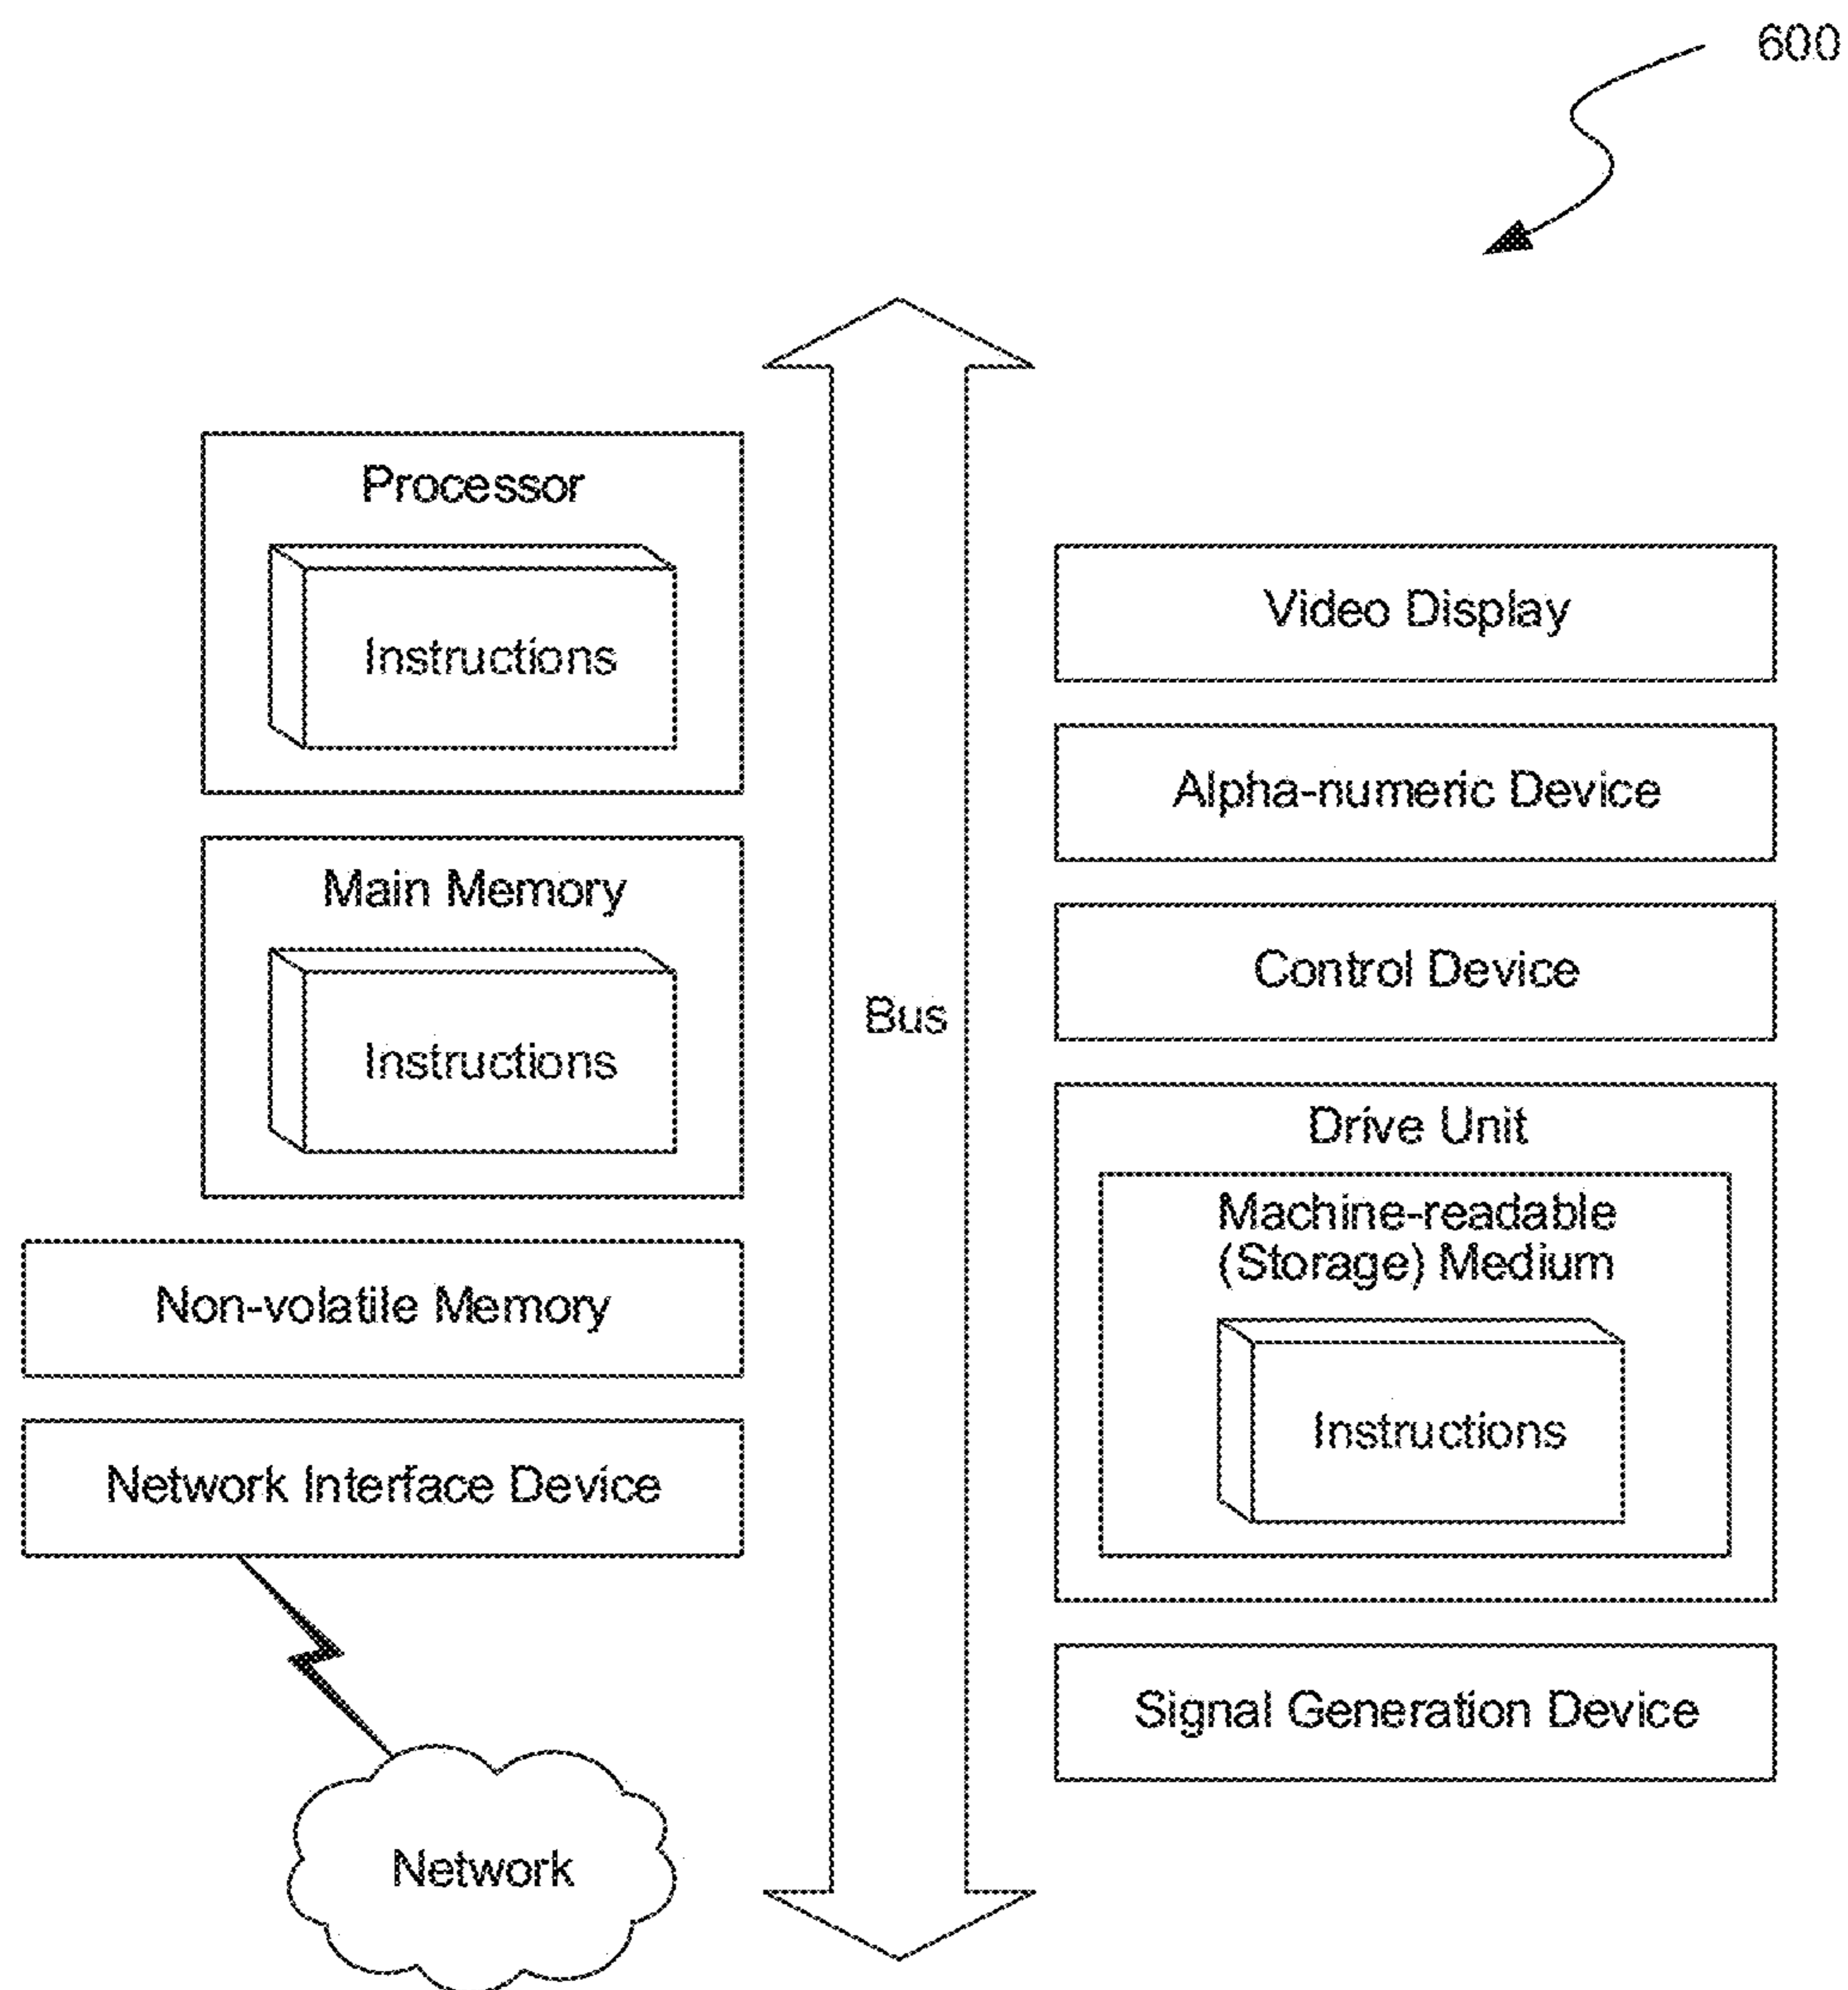 600
Processor
Instructions
Main Memory
Instructions
Non-volatile Memory
Network Interface Device
Network
Bus
Video Display
Alpha-numeric Device
Control Device
Drive Unit
Machine-readable
(Storage) Medium
Instructions
Signal Generation Device